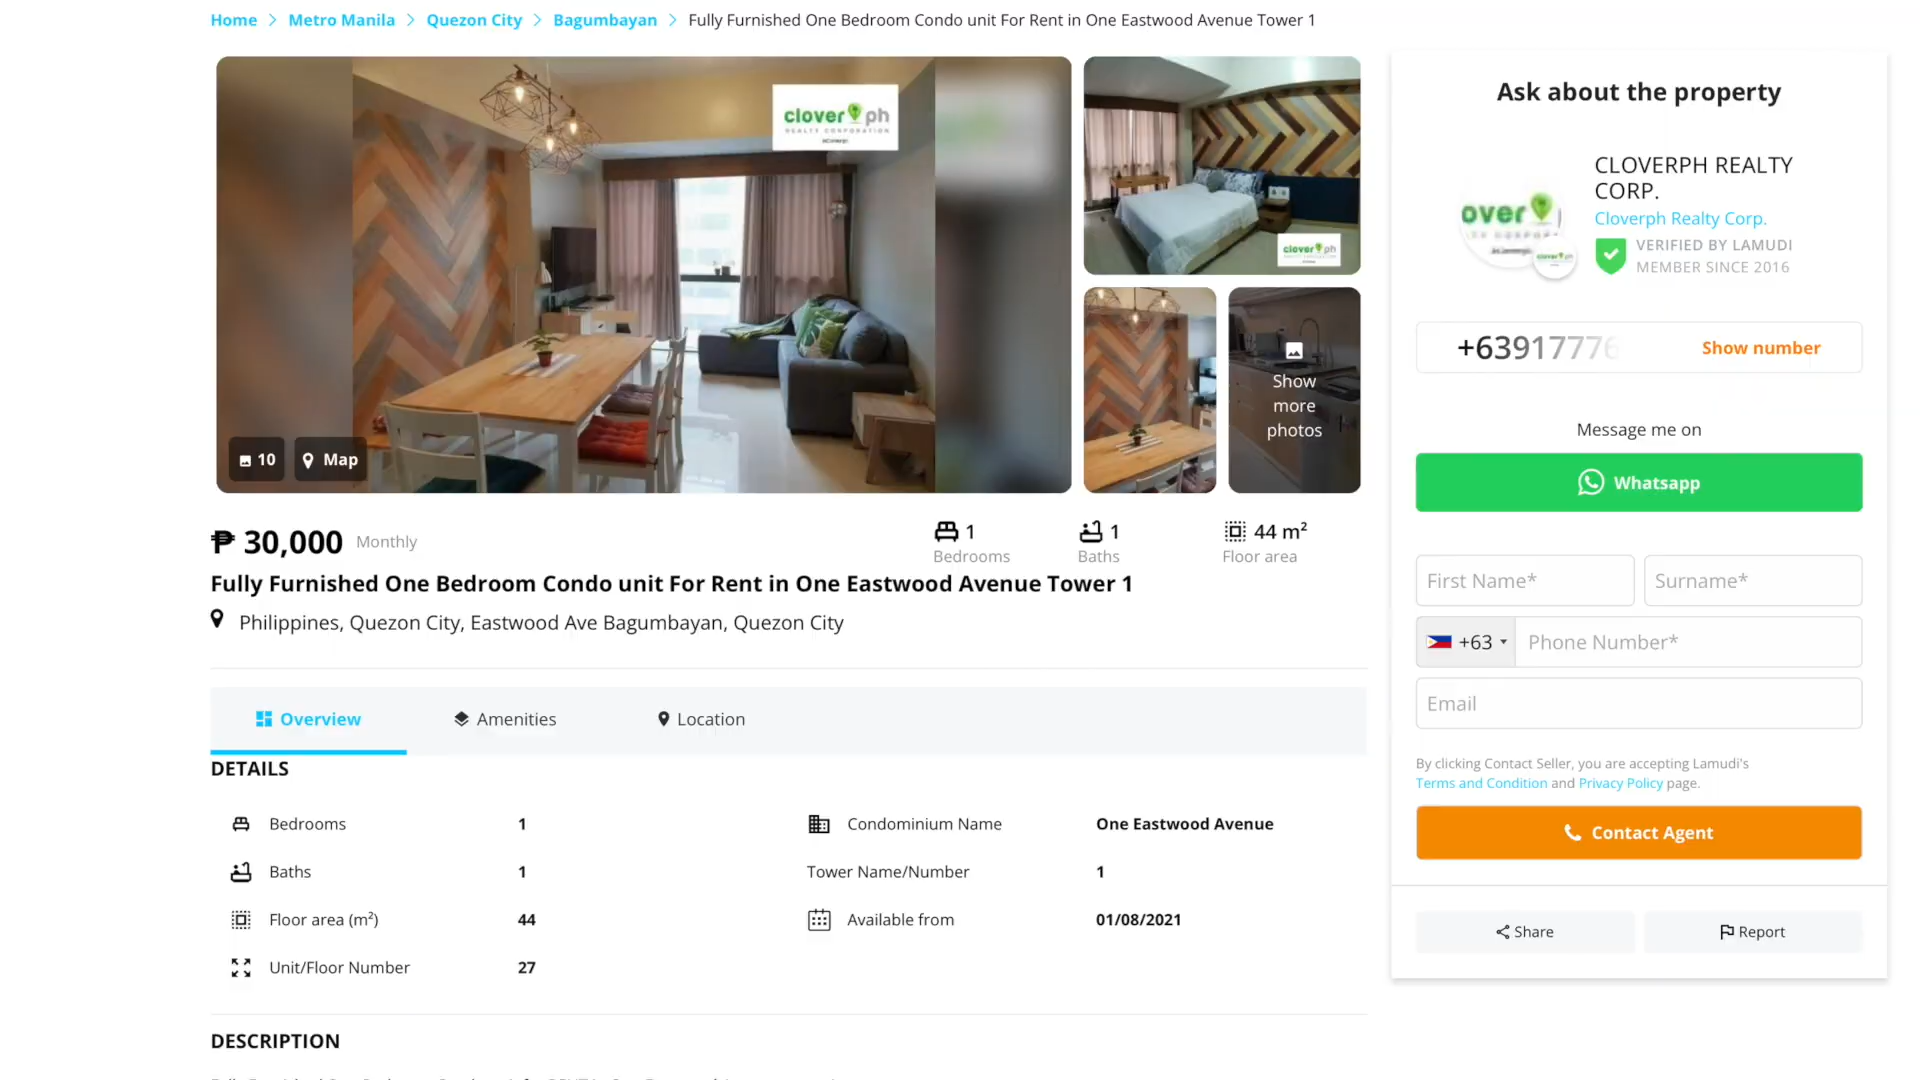 Home > Metro Manila > Quezon City > Bagumbayan > Fully Furnished One Bedroom Condo unit For Rent in One Eastwood Avenue Tower 1
clover ph
REALTY CORPORATION
clover ph
10
Map
Show
more
photos
₱ 30,000 Monthly
1
Bedrooms
1
Baths
44 m²
Floor area
Fully Furnished One Bedroom Condo unit For Rent in One Eastwood Avenue Tower 1
Philippines, Quezon City, Eastwood Ave Bagumbayan, Quezon City
Overview
Amenities
Location
DETAILS
Bedrooms 1
Condominium Name One Eastwood Avenue
Baths 1
Tower Name/Number 1
Floor area (m²) 44
Available from 01/08/2021
Unit/Floor Number 27
DESCRIPTION
Ask about the property
CLOVERPH REALTY
CORP.
Cloverph Realty Corp.
VERIFIED BY LAMUDI
MEMBER SINCE 2016
over
+63917776 Show number
Message me on
Whatsapp
First Name*
Surname*
+63
Phone Number*
Email
By clicking Contact Seller, you are accepting Lamudi's
Terms and Condition and Privacy Policy page.
Contact Agent
Share
Report